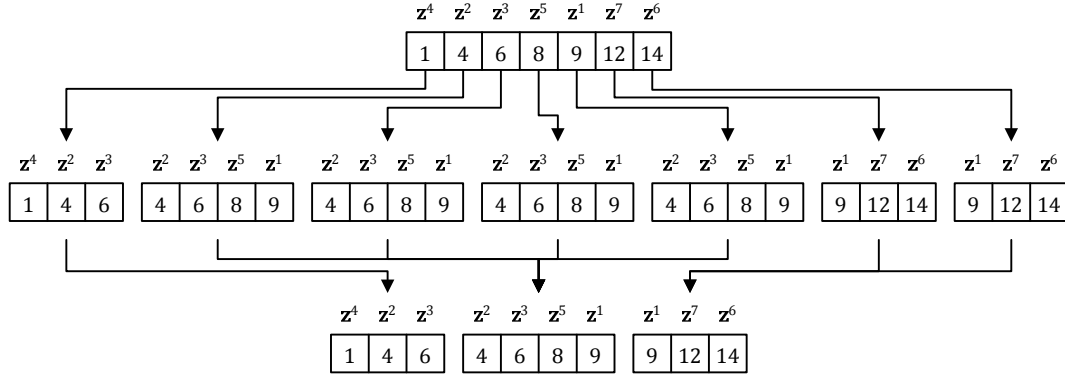 z⁴ z² z³ z⁵ z¹ z⁷ z⁶
1 4 6 8 9 12 14
z⁴ z² z³ z² z³ z⁵ z¹ z² z³ z⁵ z¹ z² z³ z⁵ z¹ z² z³ z⁵ z¹ z¹ z⁷ z⁶ z¹ z⁷ z⁶
1 4 6 4 6 8 9 4 6 8 9 4 6 8 9 4 6 8 9 9 12 14 9 12 14
z⁴ z² z³ z² z³ z⁵ z¹ z¹ z⁷ z⁶
1 4 6 4 6 8 9 9 12 14